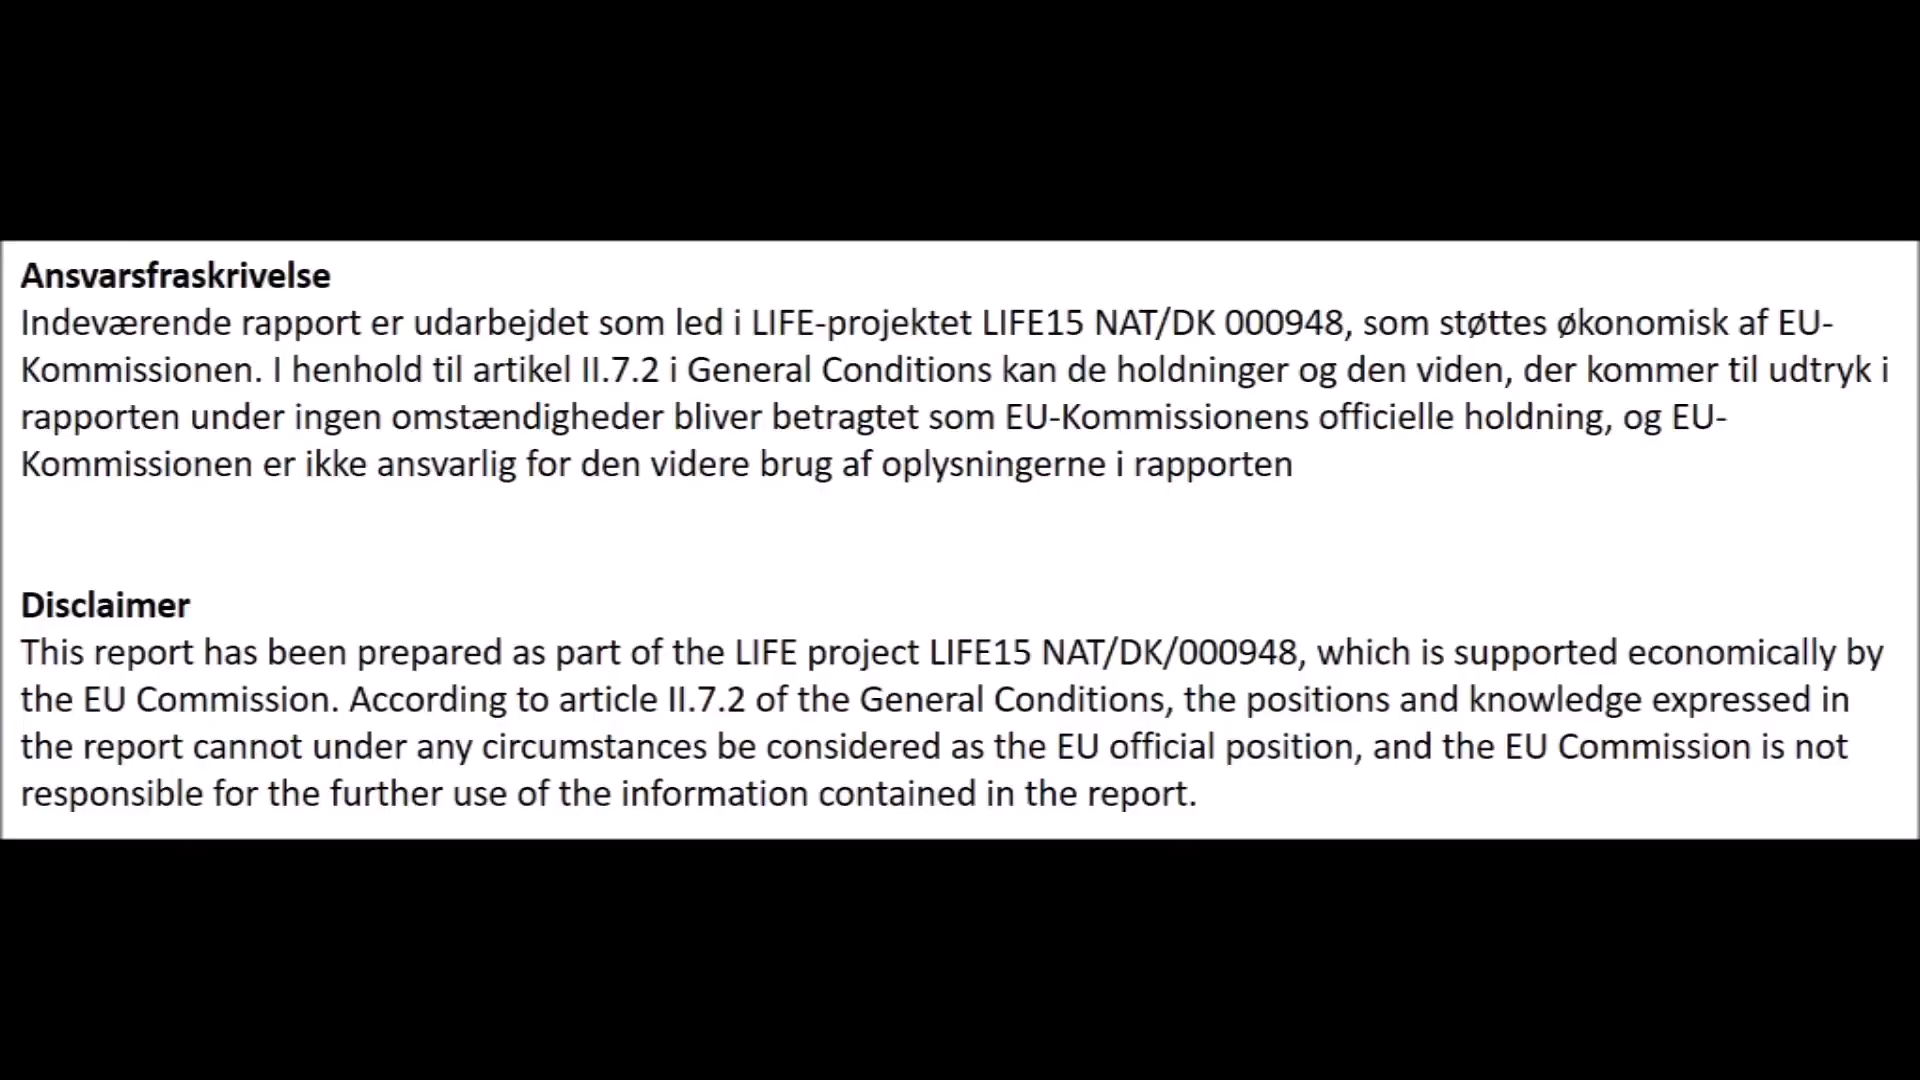 Ansvarsfraskrivelse
Indeværende rapport er udarbejdet som led i LIFE-projektet LIFE15 NAT/DK 000948, som støttes økonomisk af EU-
Kommissionen. I henhold til artikel II.7.2 i General Conditions kan de holdninger og den viden, der kommer til udtryk i
rapporten under ingen omstændigheder bliver betragtet som EU-Kommissionens officielle holdning, og EU-
Kommissionen er ikke ansvarlig for den videre brug af oplysningerne i rapporten
Disclaimer
This report has been prepared as part of the LIFE project LIFE15 NAT/DK/000948, which is supported economically by
the EU Commission. According to article II.7.2 of the General Conditions, the positions and knowledge expressed in
the report cannot under any circumstances be considered as the EU official position, and the EU Commission is not
responsible for the further use of the information contained in the report.